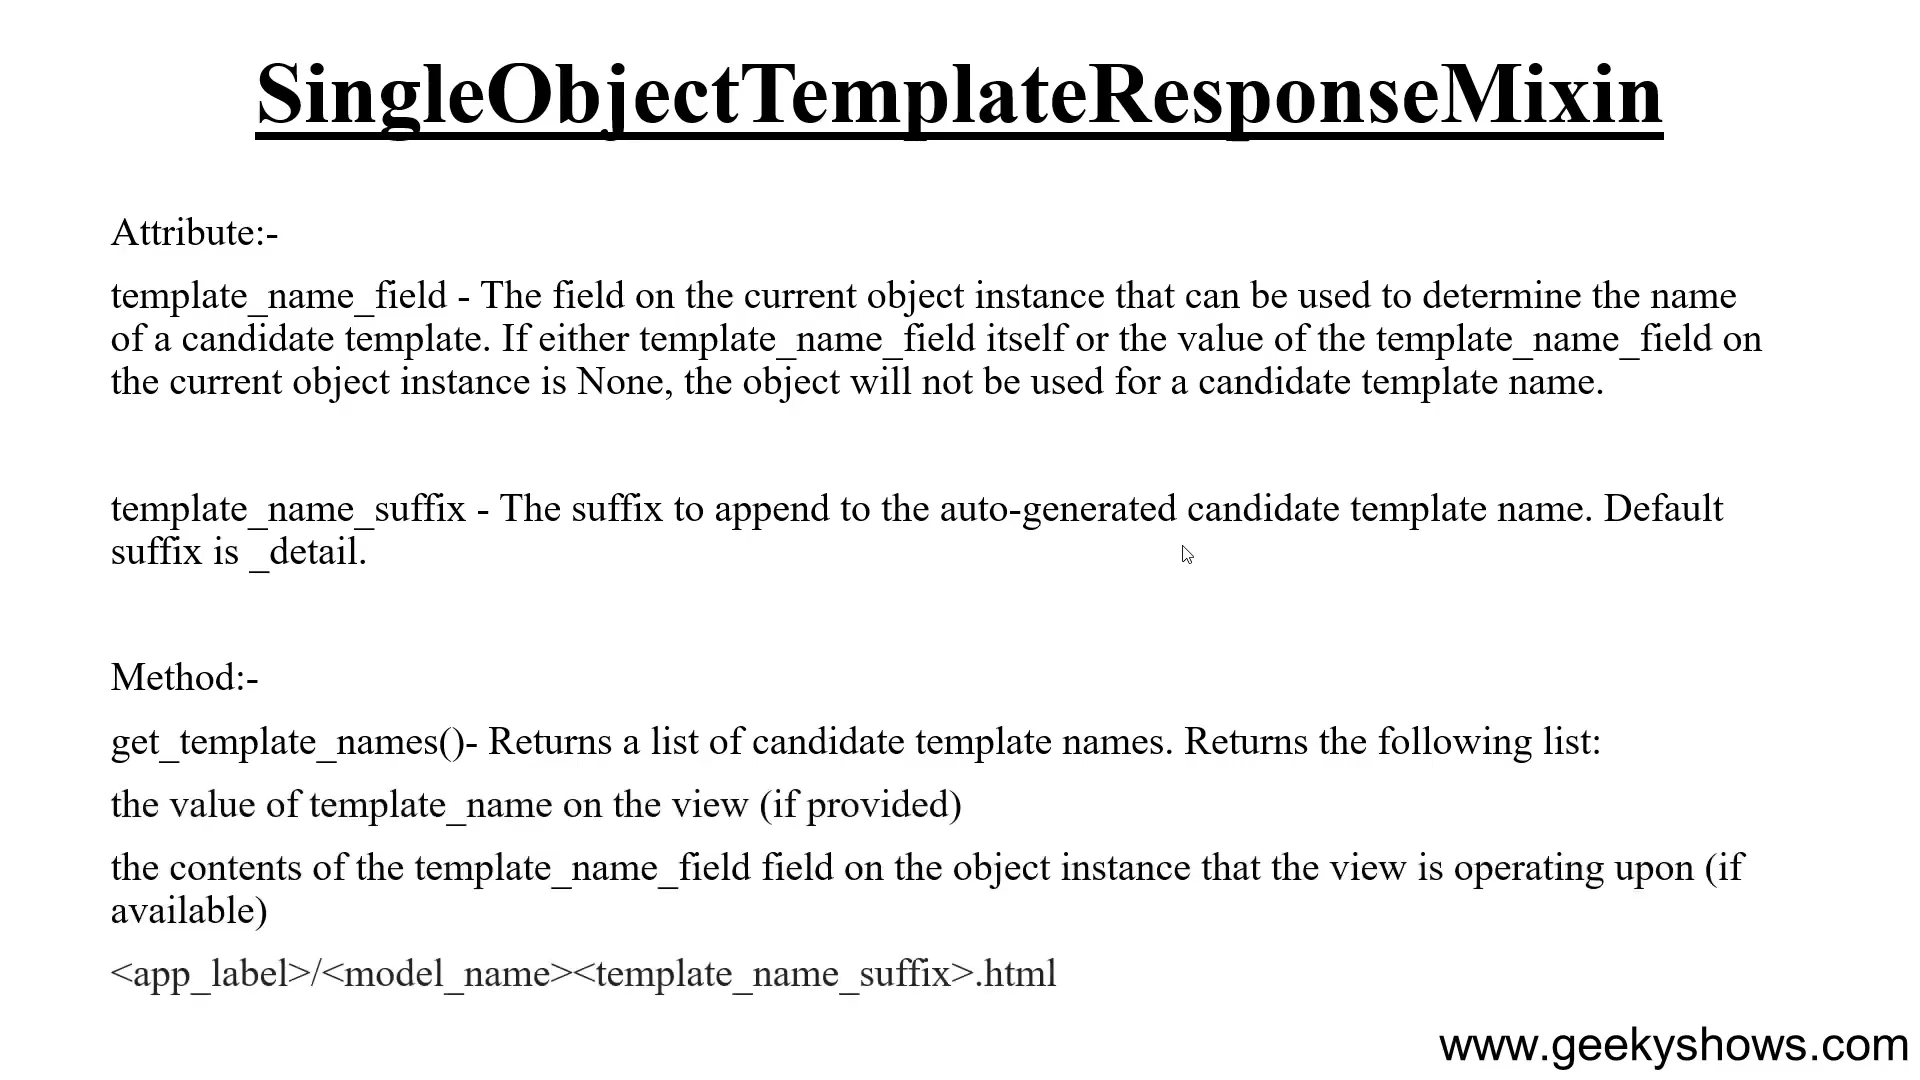 SingleObjectTemplateResponseMixin
Attribute:-
template_name_field - The field on the current object instance that can be used to determine the name
of a candidate template. If either template_name_field itself or the value of the template_name_field on
the current object instance is None, the object will not be used for a candidate template name.
template_name_suffix - The suffix to append to the auto-generated candidate template name. Default
suffix is _detail.
Method:-
get_template_names()- Returns a list of candidate template names. Returns the following list:
the value of template_name on the view (if provided)
the contents of the template_name_field field on the object instance that the view is operating upon (if
available)
<app_label>/<model_name><template_name_suffix>.html
www.geekyshows.com